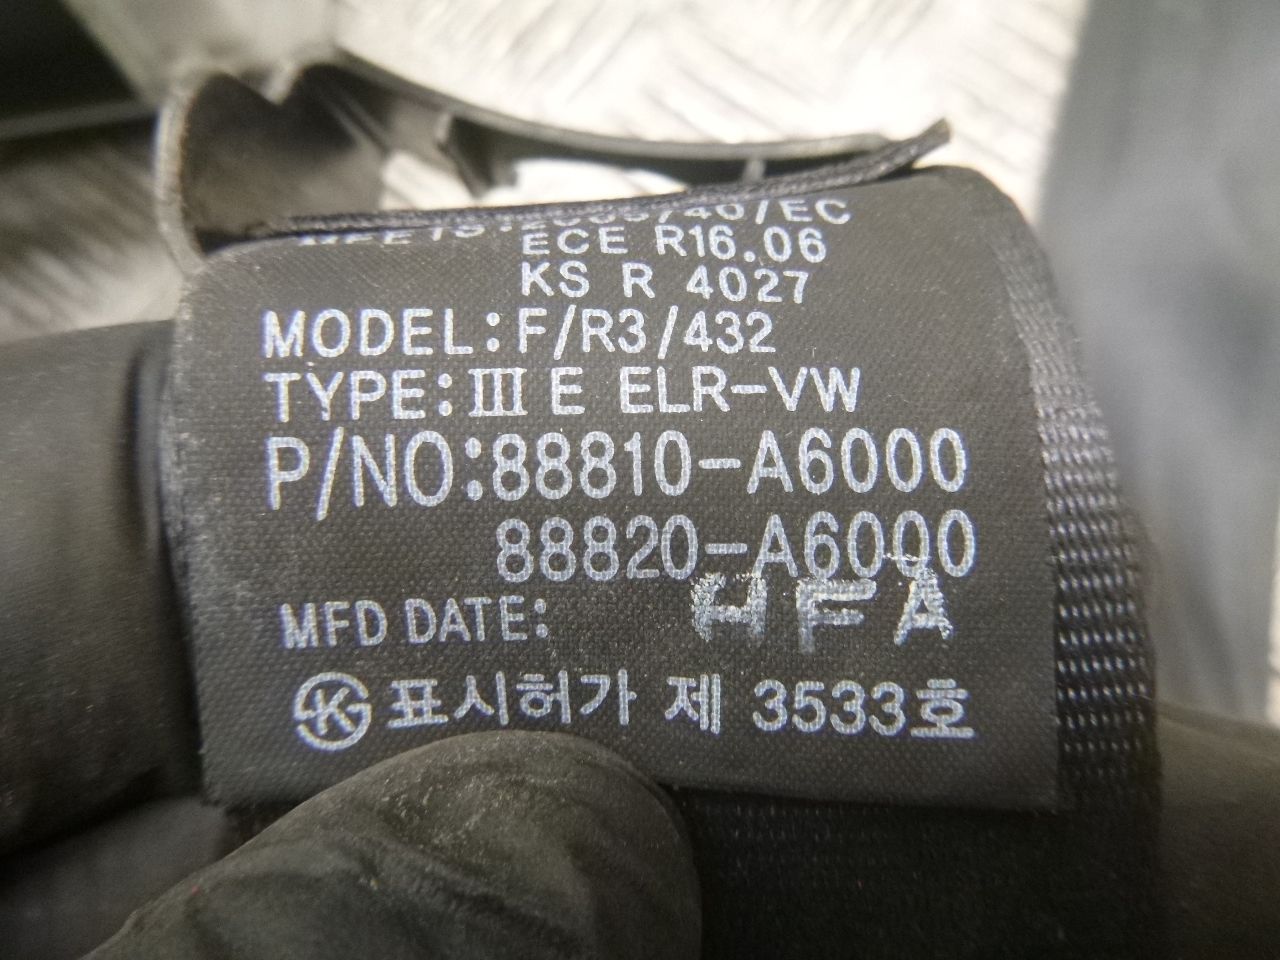 ECE R16.06
KS R 4027
MODEL: F/R3/432
TYPE: III E ELR-VW
P/NO: 88810-A6000
88820-A6000
MFD DATE: HFA
K 표시허가 제 3533호